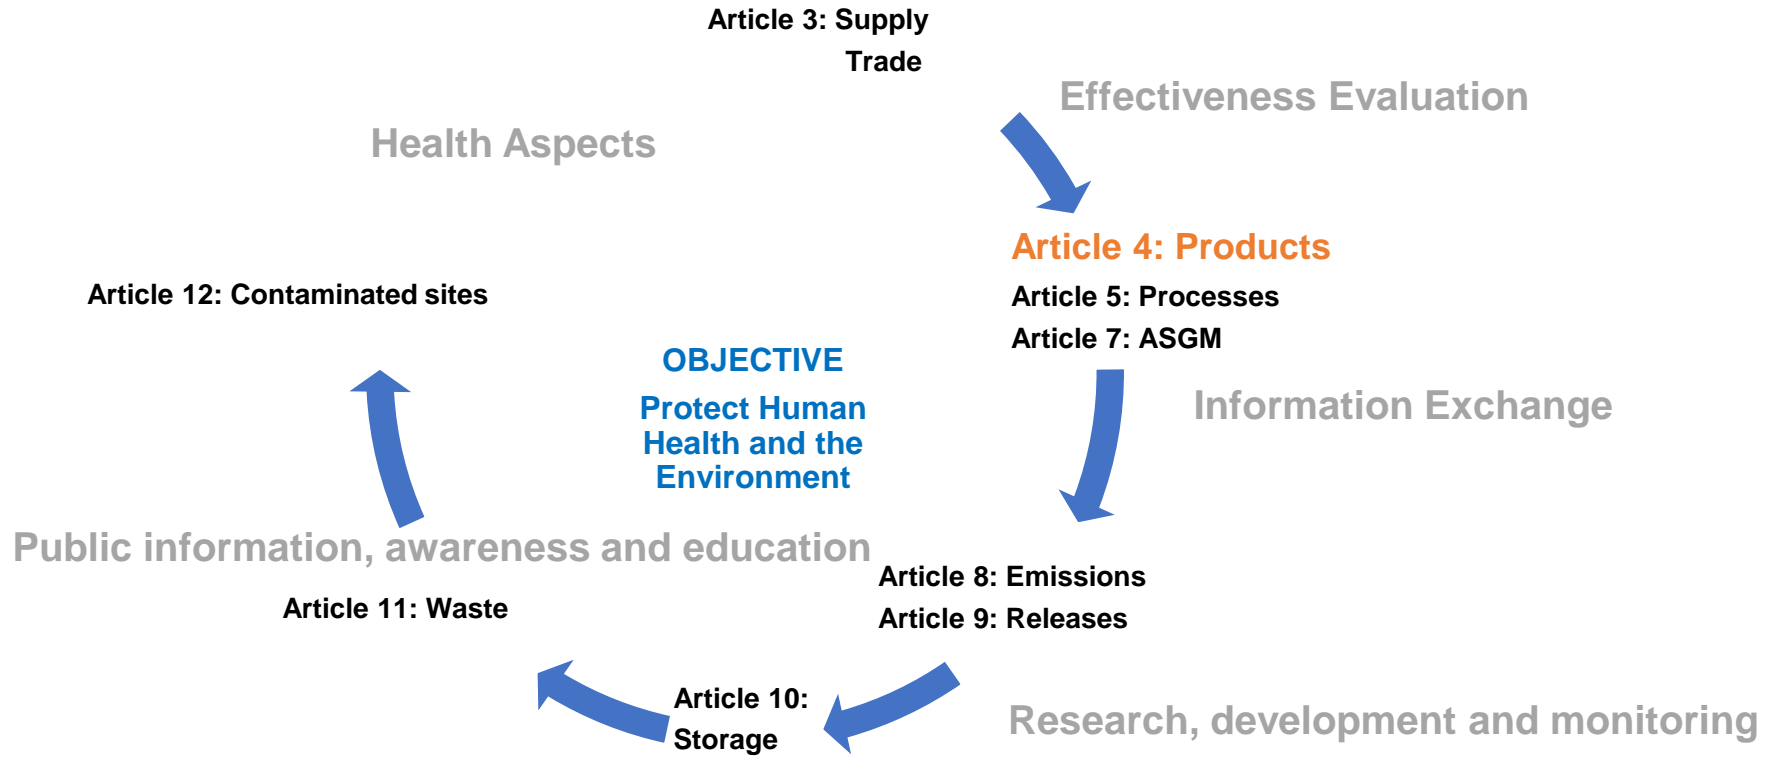 Article 3: Supply
Trade
Effectiveness Evaluation
Health Aspects
Article 4: Products
Article 5: Processes
Article 7: ASGM
Article 12: Contaminated sites
OBJECTIVE
Protect Human
Health and the
Environment
Information Exchange
Public information, awareness and education
Article 8: Emissions
Article 9: Releases
Article 11: Waste
Article 10:
Storage
Research, development and monitoring